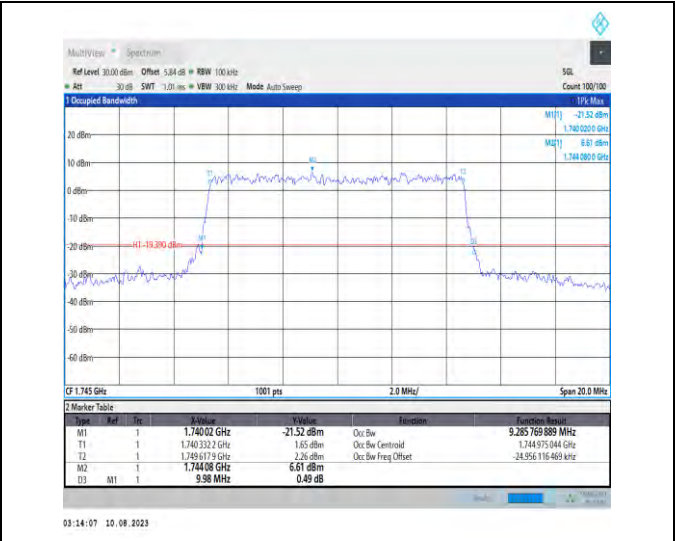 MultiView Spectrum
Ref Level 30.00 dBm Offset 5.84 dB RBW 100 kHz SGL
Att 30 dB SWT 1.01 ms VBW 300 kHz Mode Auto Sweep Count 100/100
1 Occupied Bandwidth 1Pk Max
M1[1] -21.52 dBm
1.740 020 0 GHz
M2[1] 6.61 dBm
1.744 080 0 GHz
20 dBm
10 dBm
T1 M2 T2
0 dBm
-10 dBm
M1 D3
-20 dBm H1 -19.390 dBm
-30 dBm
-40 dBm
-50 dBm
-60 dBm
CF 1.745 GHz 1001 pts 2.0 MHz/ Span 20.0 MHz
2 Marker Table
Type Ref Trc X-Value Y-Value Function Function Result
M1 1 1.740 02 GHz -21.52 dBm Occ Bw 9.285 769 889 MHz
T1 1 1.740 332 2 GHz 1.65 dBm Occ Bw Centroid 1.744 975 044 GHz
T2 1 1.749 617 9 GHz 2.26 dBm Occ Bw Freq Offset -24.956 116 469 kHz
M2 1 1.744 08 GHz 6.61 dBm
D3 M1 1 9.98 MHz 0.49 dB
03:14:07 10.08.2023